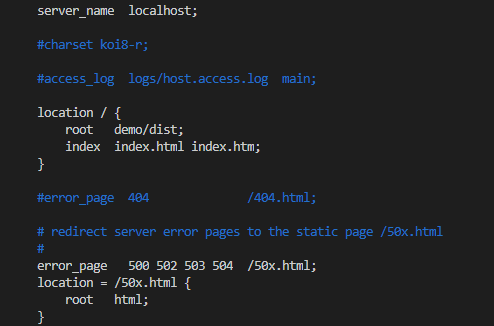 server_name  localhost;
#charset koi8-r;
#access_log  logs/host.access.log  main;
location / {
    root   demo/dist;
    index  index.html index.htm;
}
#error_page  404              /404.html;
# redirect server error pages to the static page /50x.html
#
error_page   500 502 503 504  /50x.html;
location = /50x.html {
    root   html;
}